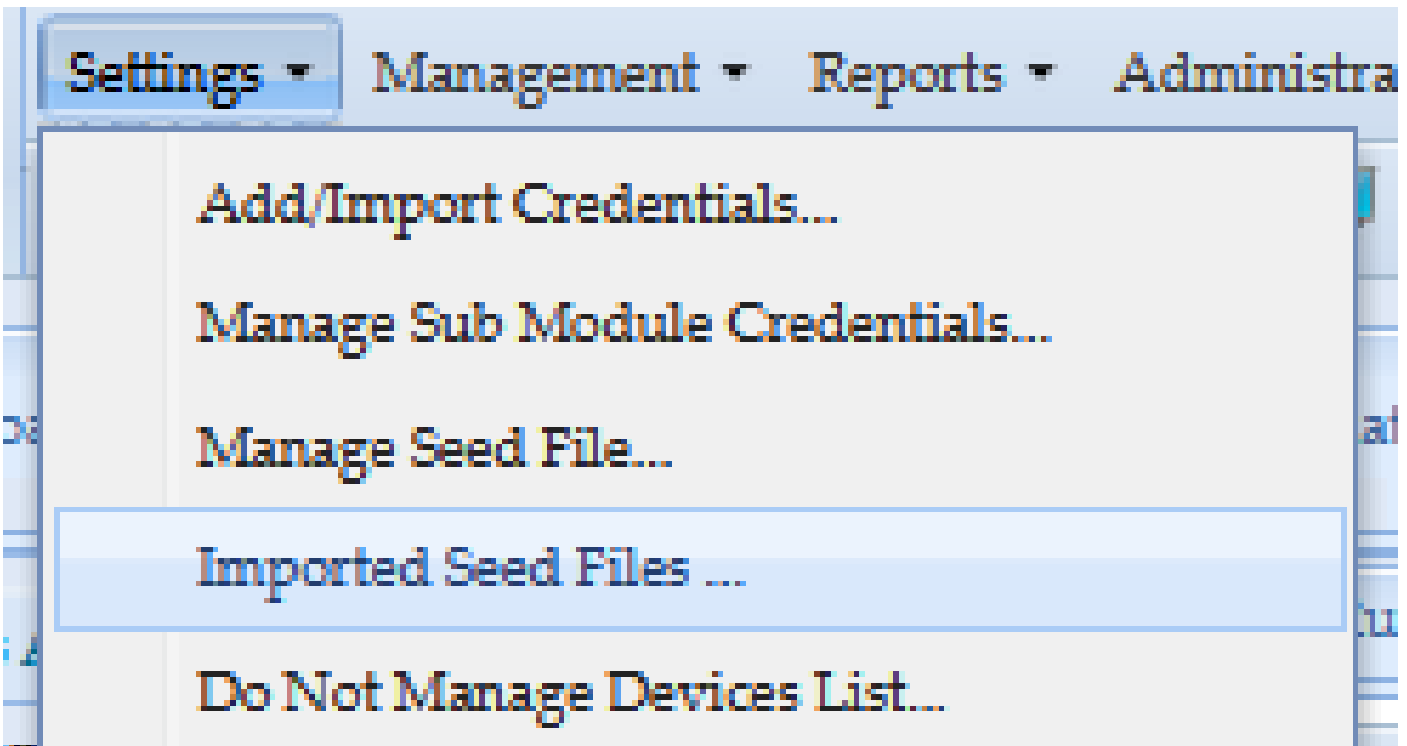 Settings Management Reports Administra
Add/Import Credentials...
Manage Sub Module Credentials...
Manage Seed File...
Imported Seed Files ...
Do Not Manage Devices List...